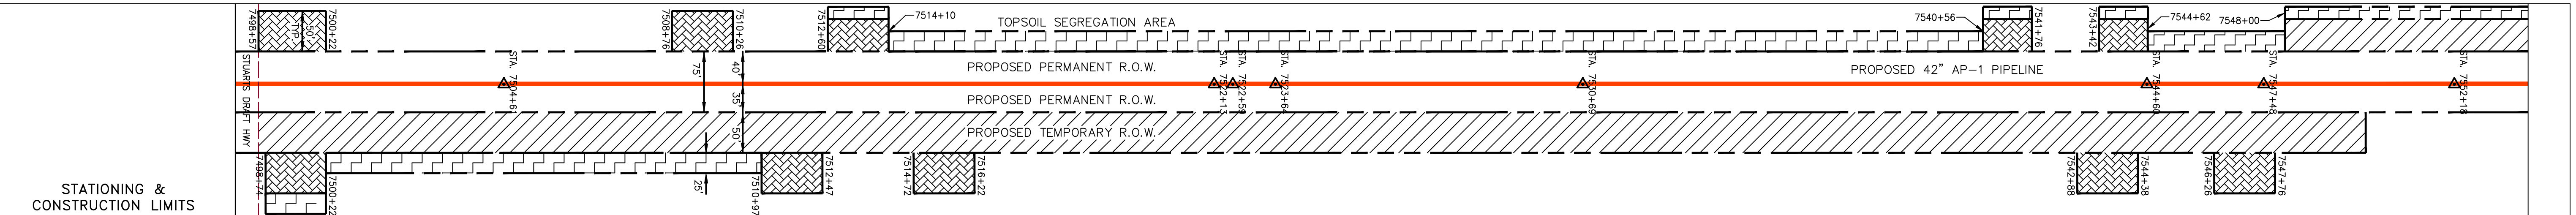 STATIONING &
CONSTRUCTION LIMITS
STUARTS DRAFT HWY
7498+57
50'
TYP
7500+22
7508+76
7510+26
7512+60
7514+10
TOPSOIL SEGREGATION AREA
7540+56
7541+76
7543+42
7544+62
7548+00
STA. 7504+61
75'
40'
35'
50'
25'
PROPOSED PERMANENT R.O.W.
PROPOSED PERMANENT R.O.W.
PROPOSED TEMPORARY R.O.W.
STA. 7522+13
STA. 7522+59
STA. 7523+64
STA. 7530+69
PROPOSED 42" AP-1 PIPELINE
STA. 7544+60
STA. 7547+48
STA. 7552+18
7498+74
7500+22
7510+97
7512+47
7514+72
7516+22
7542+88
7544+38
7546+26
7547+76